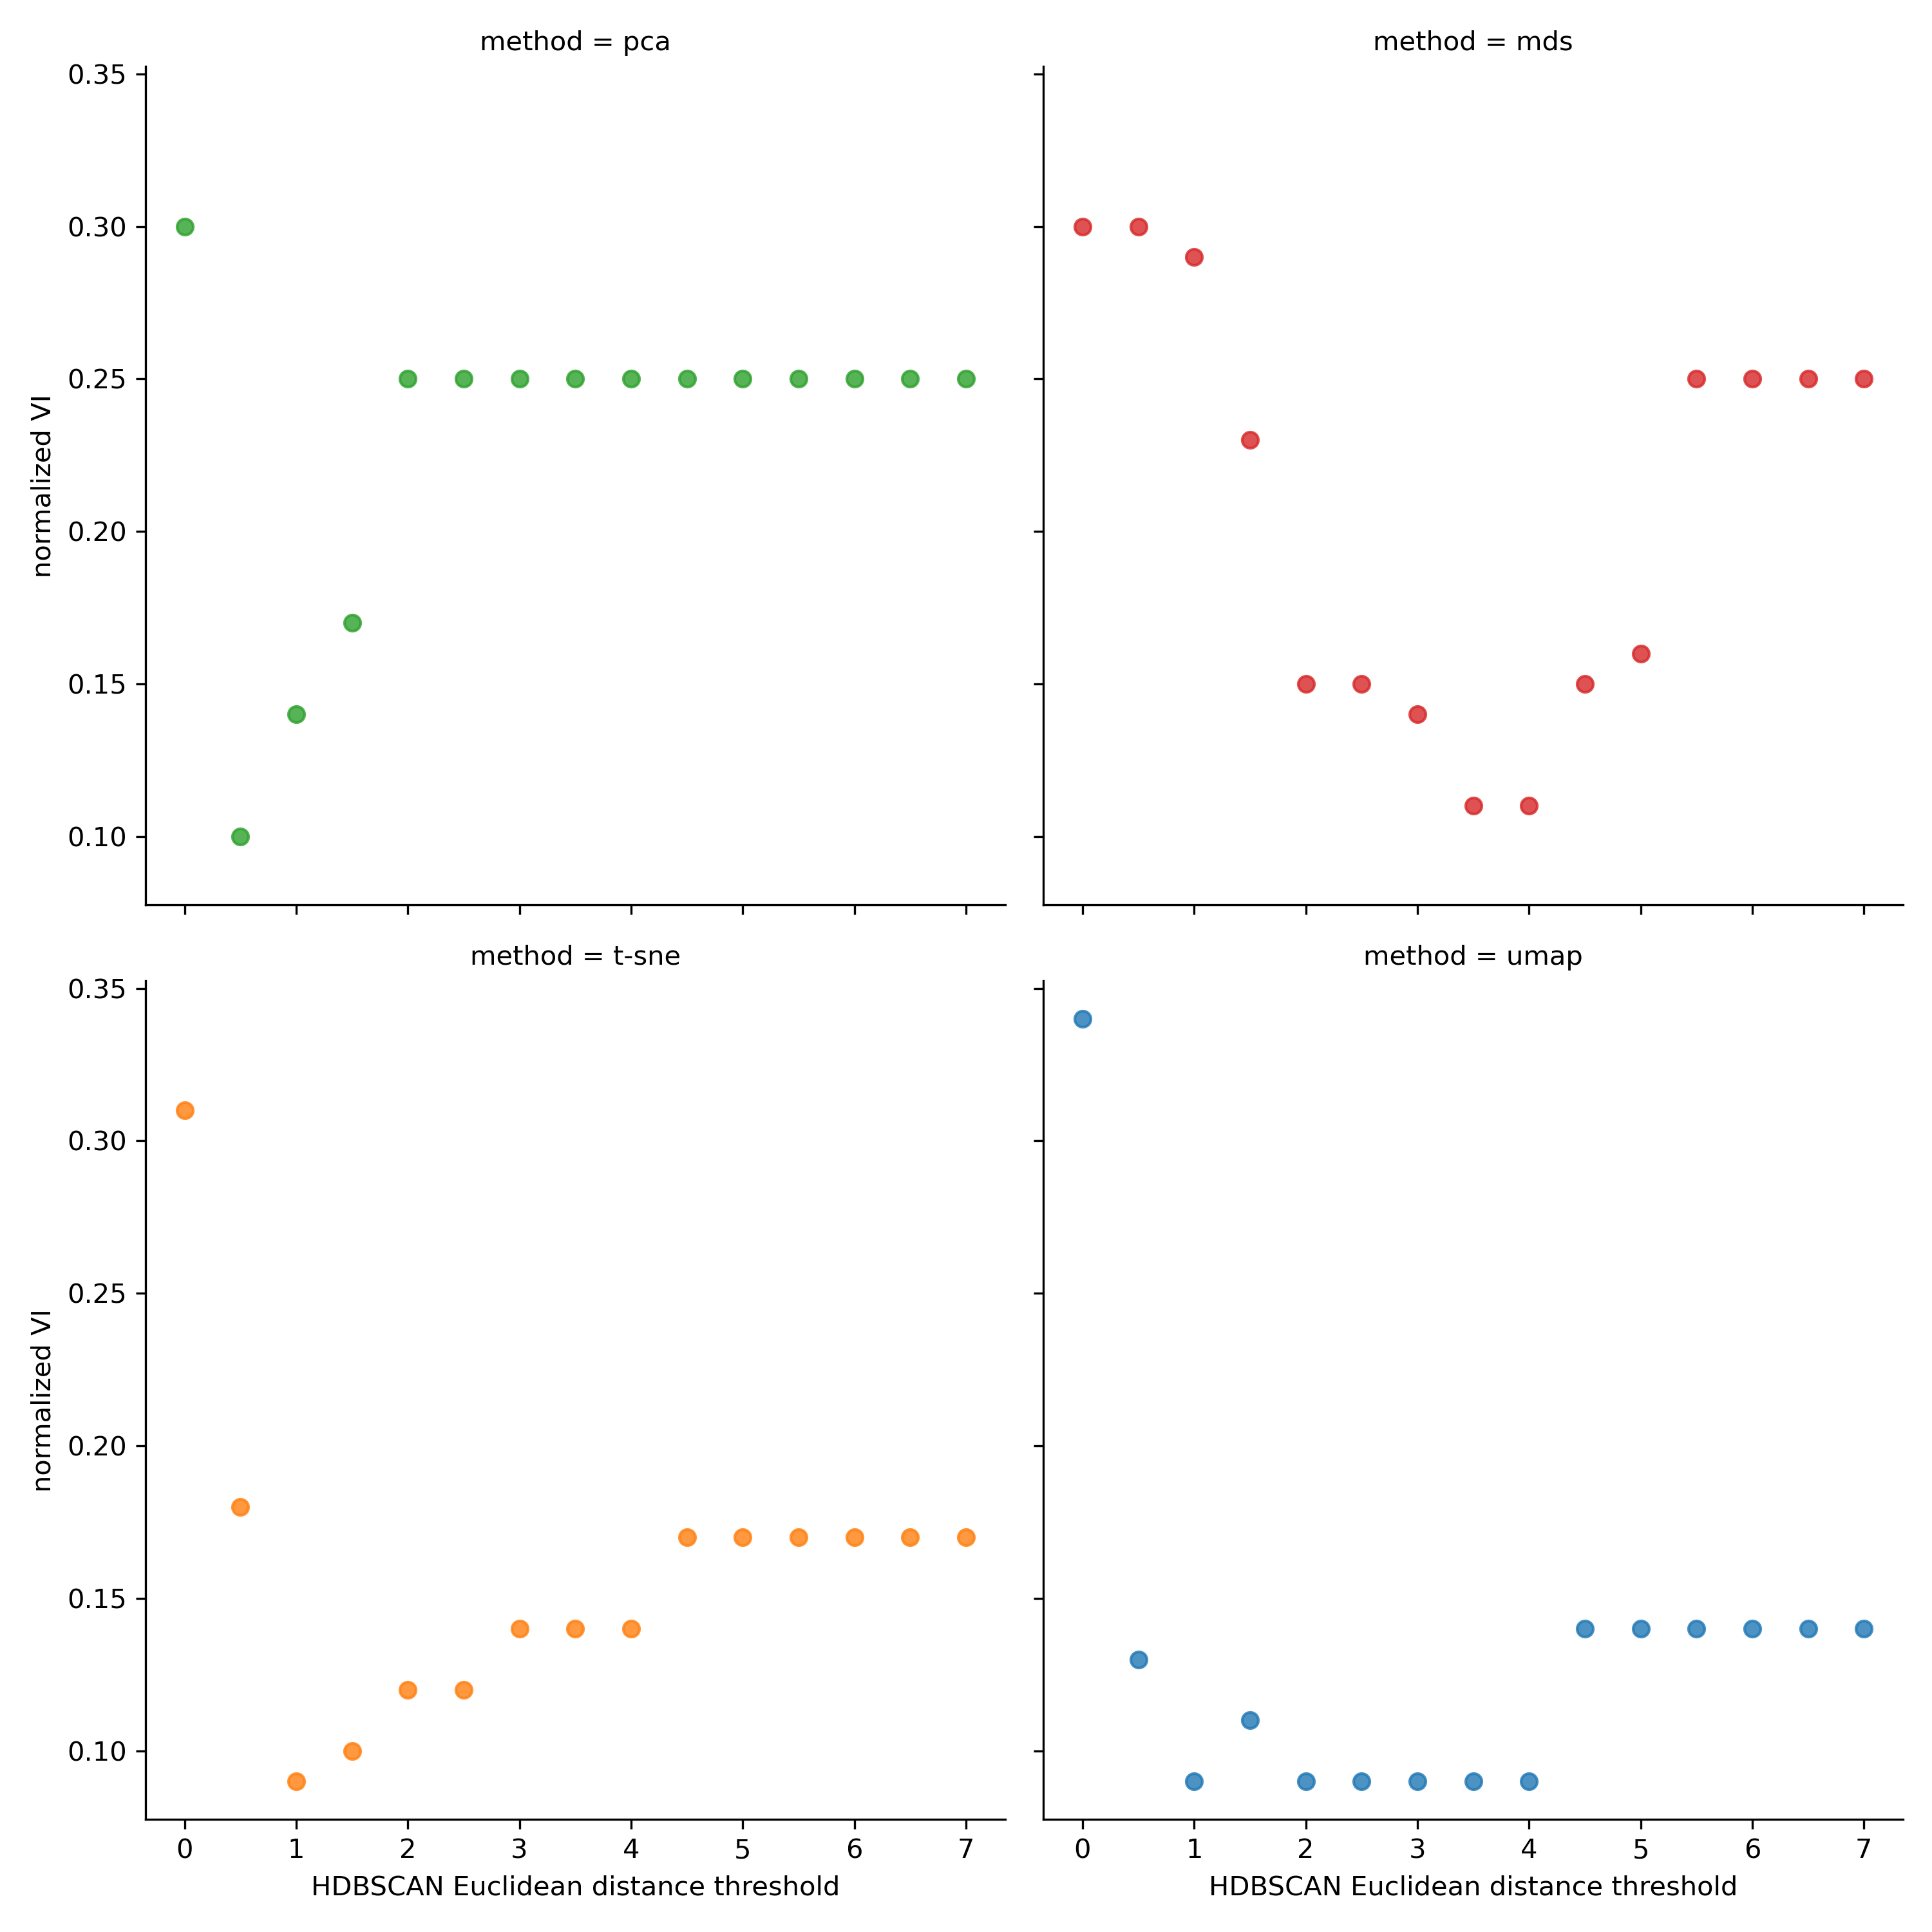 method = pca
method = mds
0.35
0.30
0.25
0.20
0.15
0.10
normalized VI
method = t-sne
method = umap
0.35
0.30
0.25
0.20
0.15
0.10
normalized VI
0 1 2 3 4 5 6 7
0 1 2 3 4 5 6 7
HDBSCAN Euclidean distance threshold
HDBSCAN Euclidean distance threshold